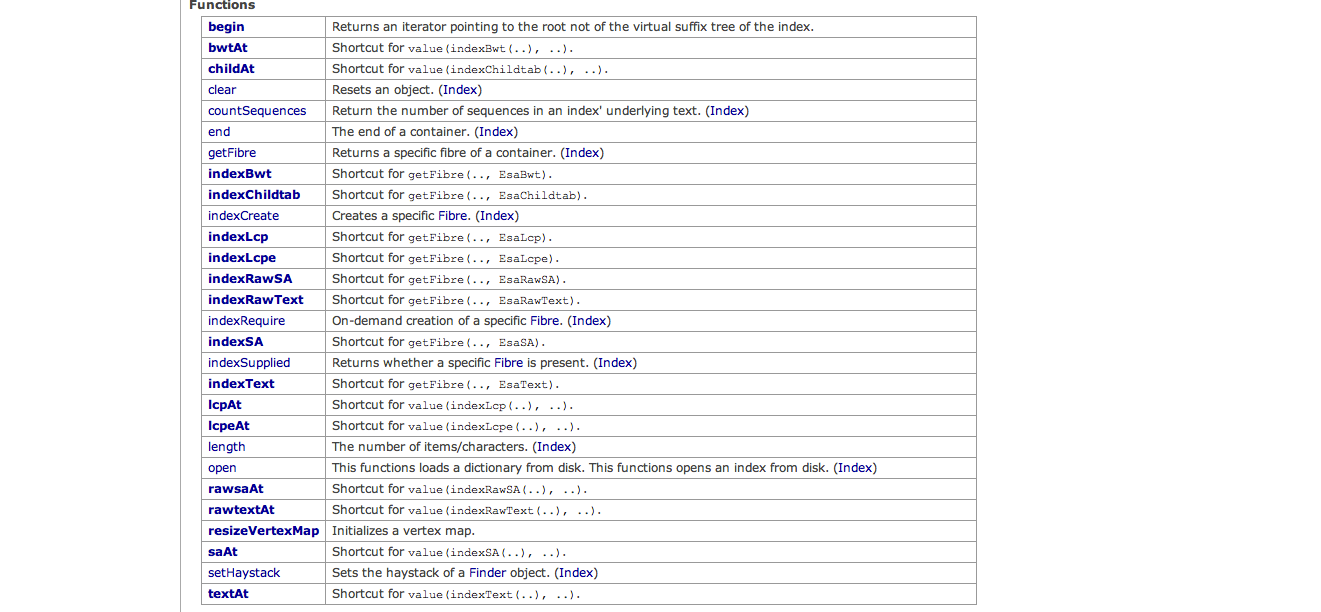 Functions
begin Returns an iterator pointing to the root not of the virtual suffix tree of the index.
bwtAt Shortcut for value(indexBwt(..), ..).
childAt Shortcut for value(indexChildtab(..), ..).
clear Resets an object. (Index)
countSequences Return the number of sequences in an index' underlying text. (Index)
end The end of a container. (Index)
getFibre Returns a specific fibre of a container. (Index)
indexBwt Shortcut for getFibre(.., EsaBwt).
indexChildtab Shortcut for getFibre(.., EsaChildtab).
indexCreate Creates a specific Fibre. (Index)
indexLcp Shortcut for getFibre(.., EsaLcp).
indexLcpe Shortcut for getFibre(.., EsaLcpe).
indexRawSA Shortcut for getFibre(.., EsaRawSA).
indexRawText Shortcut for getFibre(.., EsaRawText).
indexRequire On-demand creation of a specific Fibre. (Index)
indexSA Shortcut for getFibre(.., EsaSA).
indexSupplied Returns whether a specific Fibre is present. (Index)
indexText Shortcut for getFibre(.., EsaText).
lcpAt Shortcut for value(indexLcp(..), ..).
lcpeAt Shortcut for value(indexLcpe(..), ..).
length The number of items/characters. (Index)
open This functions loads a dictionary from disk. This functions opens an index from disk. (Index)
rawsaAt Shortcut for value(indexRawSA(..), ..).
rawtextAt Shortcut for value(indexRawText(..), ..).
resizeVertexMap Initializes a vertex map.
saAt Shortcut for value(indexSA(..), ..).
setHaystack Sets the haystack of a Finder object. (Index)
textAt Shortcut for value(indexText(..), ..).